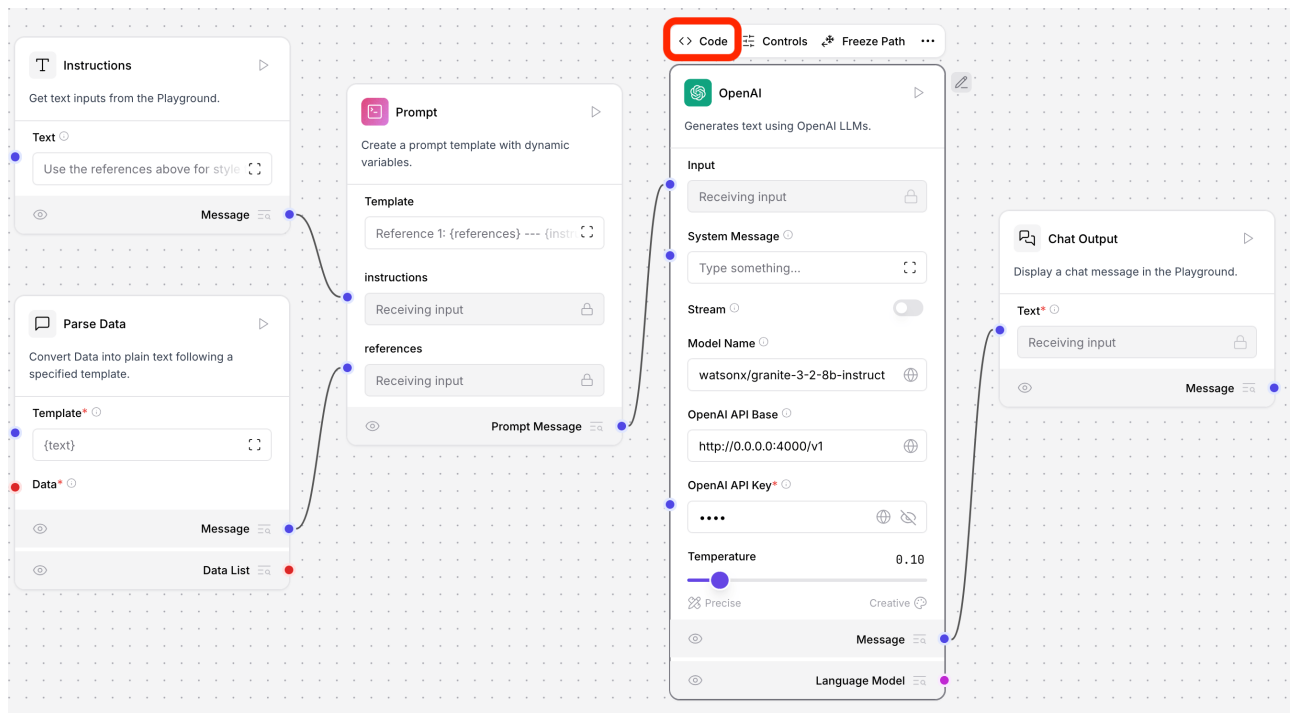 Instructions
Get text inputs from the Playground.
Text
Use the references above for style
Message
Parse Data
Convert Data into plain text following a
specified template.
Template*
{text}
Data*
Message
Data List
Prompt
Create a prompt template with dynamic
variables.
Template
Reference 1: {references} --- {instr
instructions
Receiving input
references
Receiving input
Prompt Message
Code
Controls
Freeze Path
OpenAI
Generates text using OpenAI LLMs.
Input
Receiving input
System Message
Type something...
Stream
Model Name
watsonx/granite-3-2-8b-instruct
OpenAI API Base
http://0.0.0.0:4000/v1
OpenAI API Key*
••••
Temperature
0.10
Precise
Creative
Message
Language Model
Chat Output
Display a chat message in the Playground.
Text*
Receiving input
Message